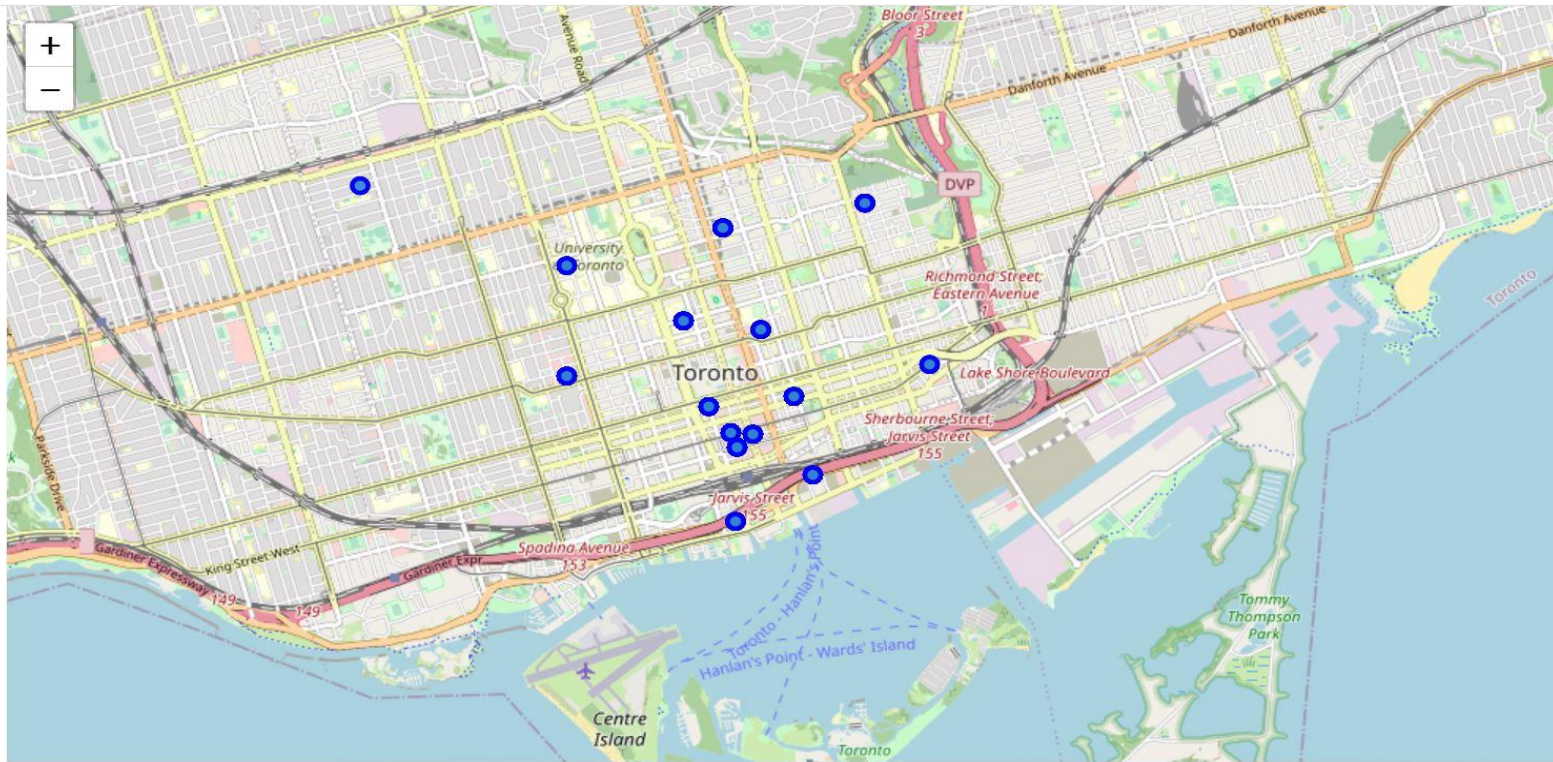 +
−
Avenue Road
Bloor Street
3
Danforth Avenue
Danforth Avenue
DVP
University
Toronto
Richmond Street;
Eastern Avenue
1
Toronto
Toronto
Lake Shore Boulevard
Sherbourne Street;
Jarvis Street
155
Parkside Drive
Jarvis Street
155
King Street West
Spadina Avenue
153
Gardiner Expressway
Gardiner Expr
149
149
Toronto - Hanlan's Point
Hanlan's Point - Wards' Island
Tommy
Thompson
Park
Centre
Island
Toronto